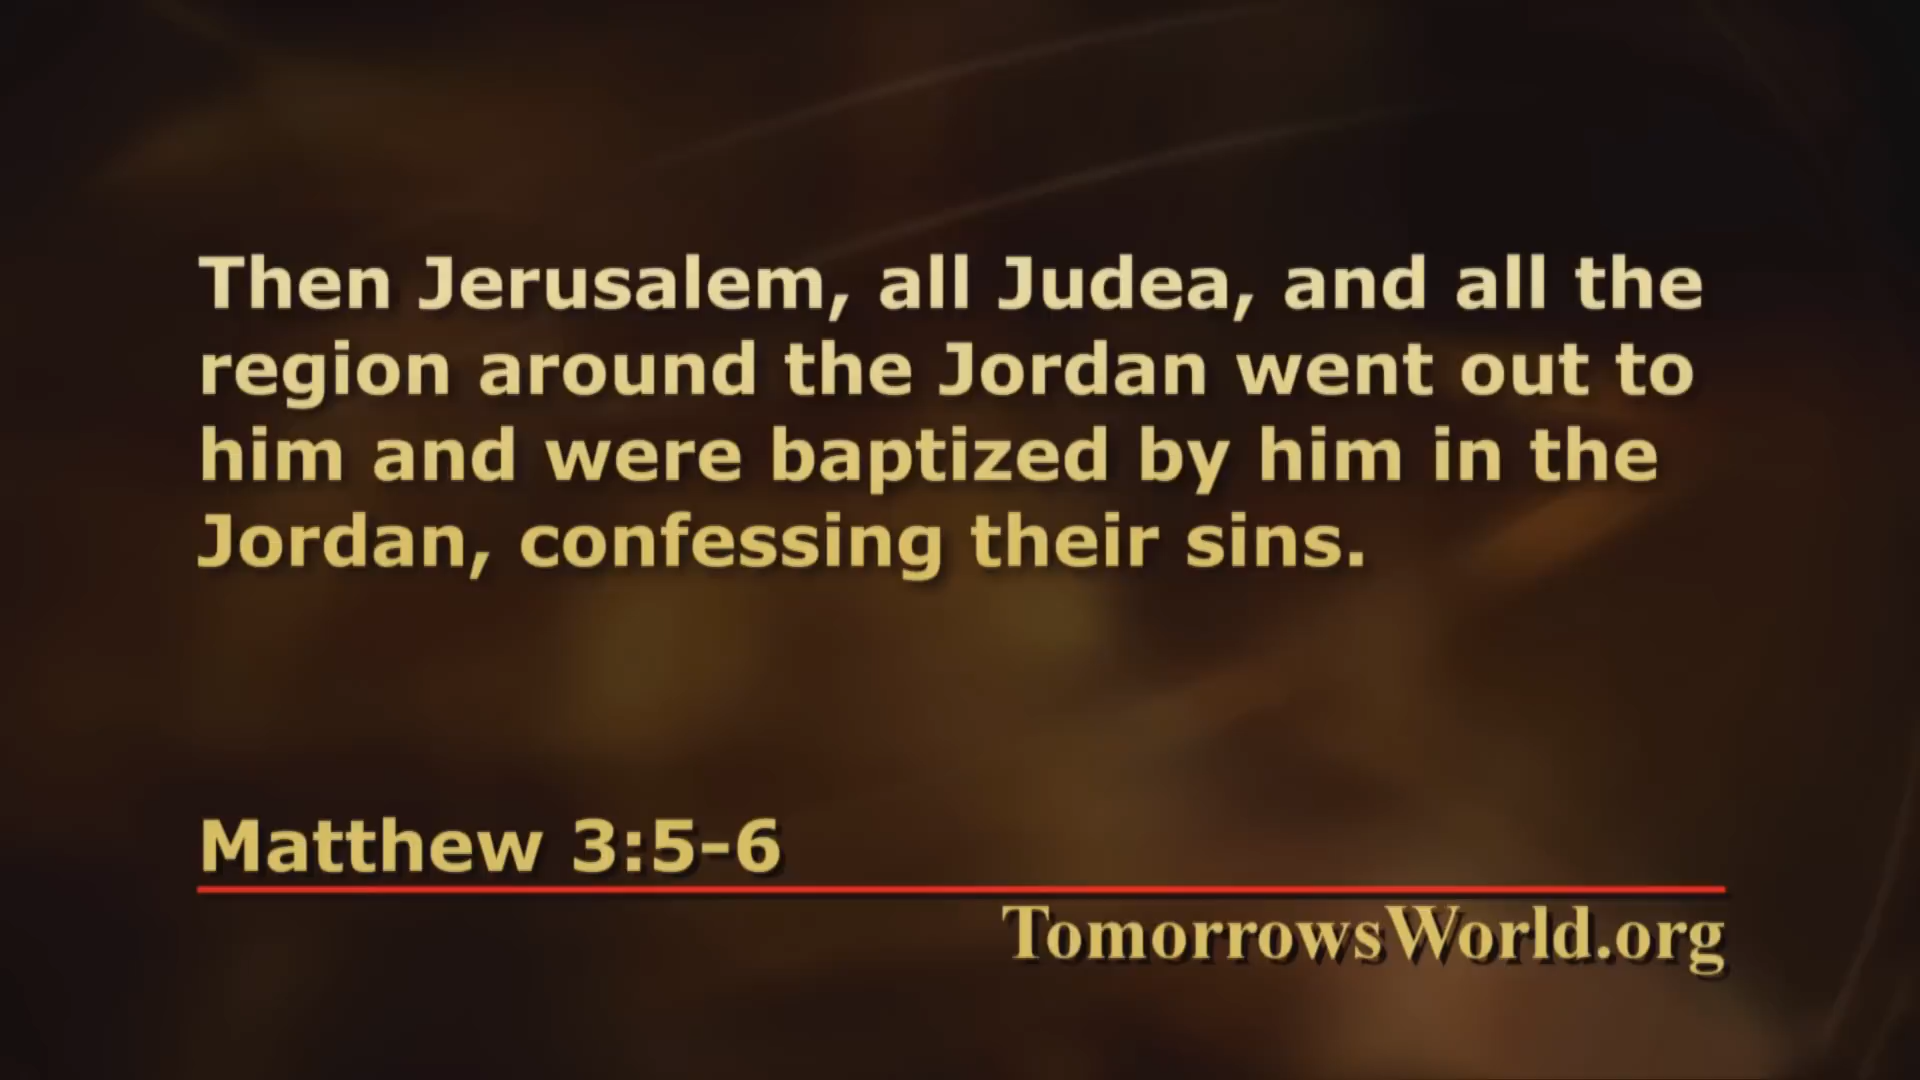 Then Jerusalem, all Judea, and all the
region around the Jordan went out to
him and were baptized by him in the
Jordan, confessing their sins.
Matthew 3:5-6
TomorrowsWorld.org